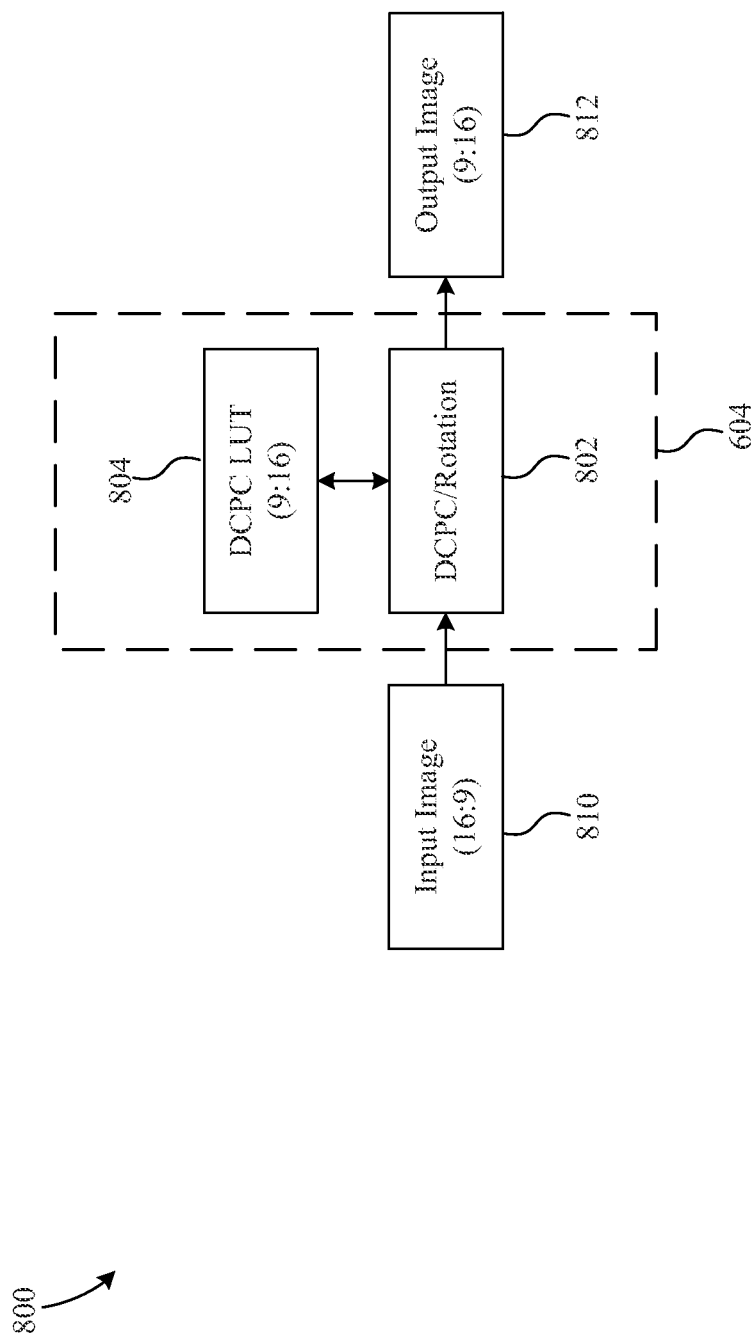 800
804
DCPC LUT
(9:16)
Input Image
(16:9)
810
DCPC/Rotation
802
Output Image
(9:16)
812
604